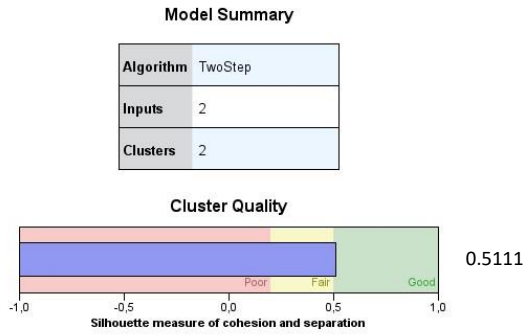 Model Summary
Algorithm TwoStep
Inputs 2
Clusters 2
Cluster Quality
0.5111
Poor Fair Good
-1,0 -0,5 0,0 0,5 1,0
Silhouette measure of cohesion and separation